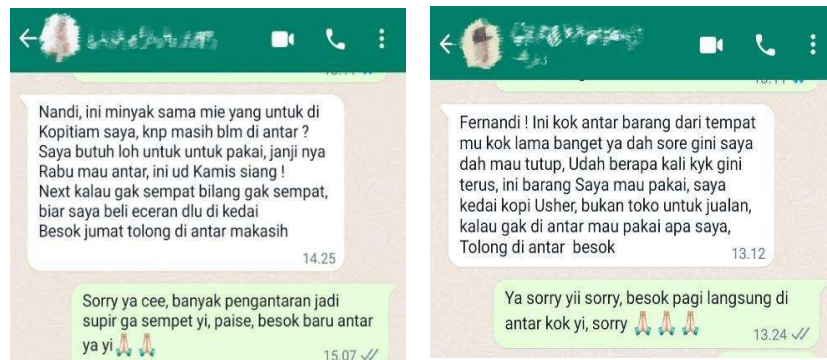 Nandi, ini minyak sama mie yang untuk di
Kopitiam saya, knp masih blm di antar ?
Saya butuh loh untuk untuk pakai, janji nya
Rabu mau antar, ini ud Kamis siang !
Next kalau gak sempat bilang gak sempat,
biar saya beli eceran dlu di kedai
Besok jumat tolong di antar makasih
14.25
Sorry ya cee, banyak pengantaran jadi
supir ga sempet yi, paise, besok baru antar
ya yi 🙏🏻 🙏🏻
15.07
Fernandi ! Ini kok antar barang dari tempat
mu kok lama banget ya dah sore gini saya
dah mau tutup, Udah berapa kali kyk gini
terus, ini barang Saya mau pakai, saya
kedai kopi Usher, bukan toko untuk jualan,
kalau gak di antar mau pakai apa saya,
Tolong di antar besok
13.12
Ya sorry yii sorry, besok pagi langsung di
antar kok yi, sorry 🙏🏻 🙏🏻 🙏🏻
13.24